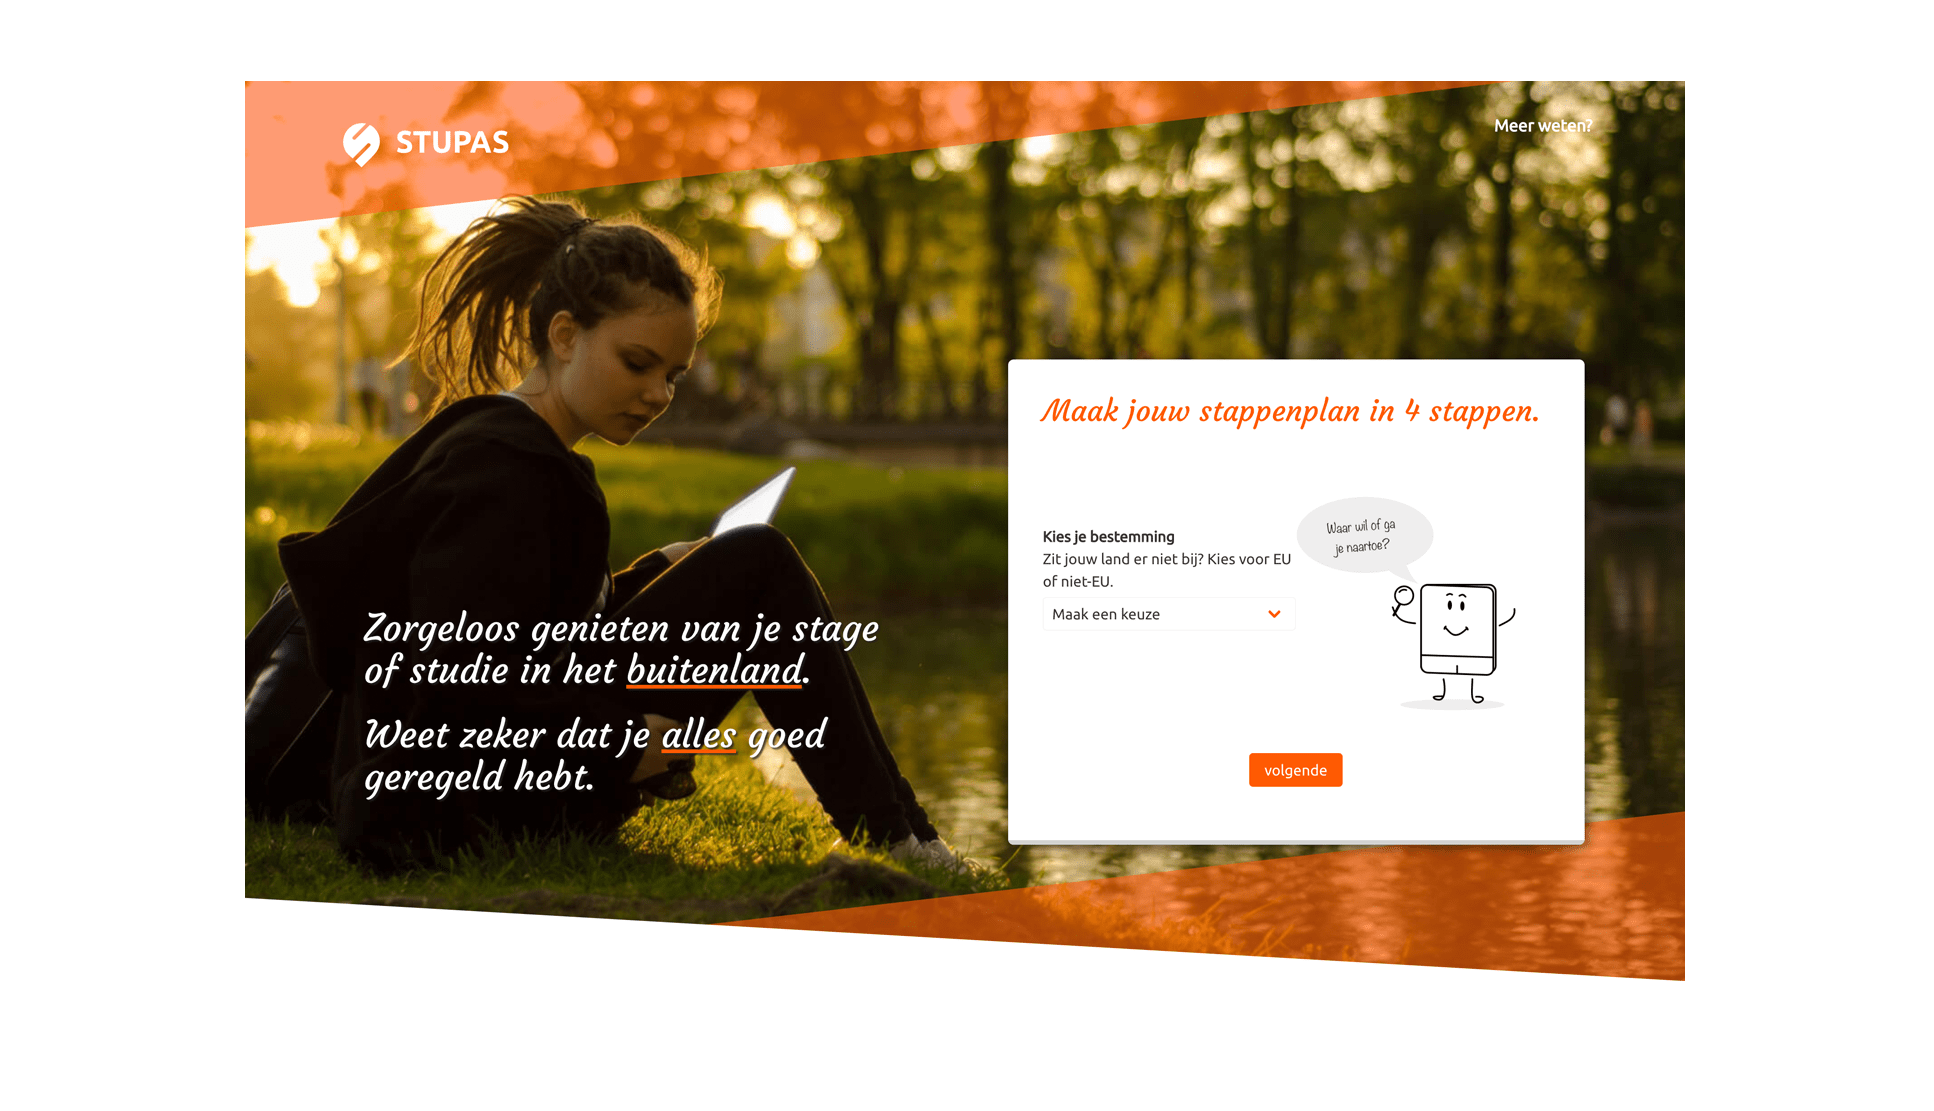 STUPAS
Meer weten?
Zorgeloos genieten van je stage
of studie in het buitenland.
Weet zeker dat je alles goed
geregeld hebt.
Maak jouw stappenplan in 4 stappen.
Kies je bestemming
Zit jouw land er niet bij? Kies voor EU
of niet-EU.
Maak een keuze
Waar wil of ga
je naartoe?
volgende